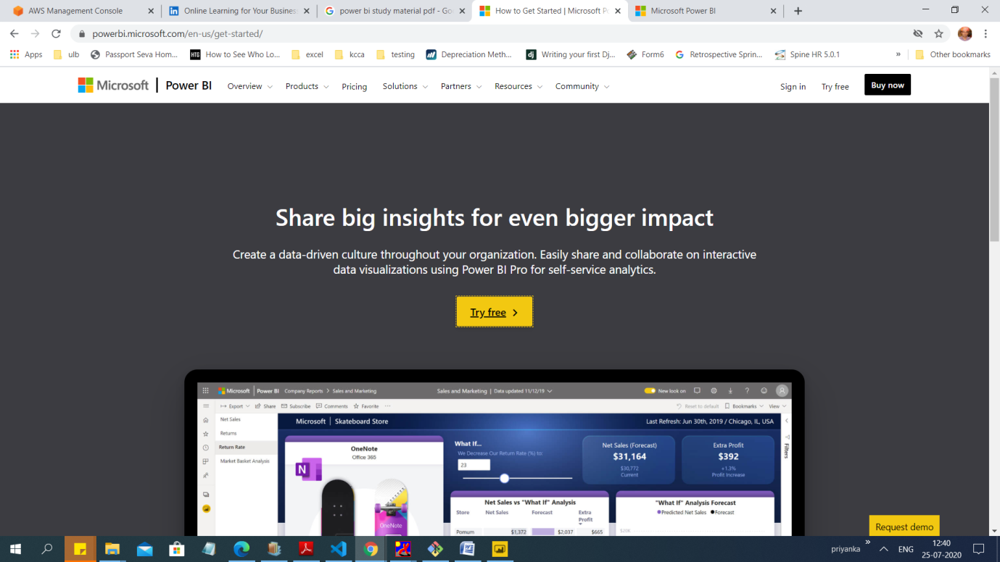 AWS Management Console
Online Learning for Your Business
power bi study material pdf - Go
How to Get Started | Microsoft P
Microsoft Power BI
powerbi.microsoft.com/en-us/get-started/
Apps
ulb
Passport Seva Hom...
HTG
How to See Who Lo...
excel
kcca
testing
Depreciation Meth...
dj
Writing your first Dj...
Form6
Retrospective Sprin...
Spine HR 5.0.1
»
Other bookmarks
Microsoft
Power BI
Overview
Products
Pricing
Solutions
Partners
Resources
Community
Sign in
Try free
Buy now
Share big insights for even bigger impact
Create a data-driven culture throughout your organization. Easily share and collaborate on interactive
data visualizations using Power BI Pro for self-service analytics.
Try free
Microsoft
Power BI
Company Reports > Sales and Marketing
Sales and Marketing | Data updated 11/12/19
New look on
Export
Share
Subscribe
Comments
Favorite
...
Reset to default
Bookmarks
View
Net Sales
Returns
Return Rate
Market Basket Analysis
Microsoft | Skateboard Store
Last Refresh: Jun 30th, 2019 / Chicago, IL, USA
OneNote
Office 365
N
OneNote
What If...
We Decrease Our Return Rate (%) to:
23
Net Sales (Forecast)
$31,164
$30,772
Current
Extra Profit
$392
+1.3%
Profit Increase
Filters
Net Sales vs "What If" Analysis
Store
Net Sales
Forecast
Extra
Profit
Pomum
$1,372
$2,037
$665
"What If" Analysis Forecast
Predicted Net Sales
Forecast
$20K
Request demo
priyanka
»
ENG
12:40
25-07-2020